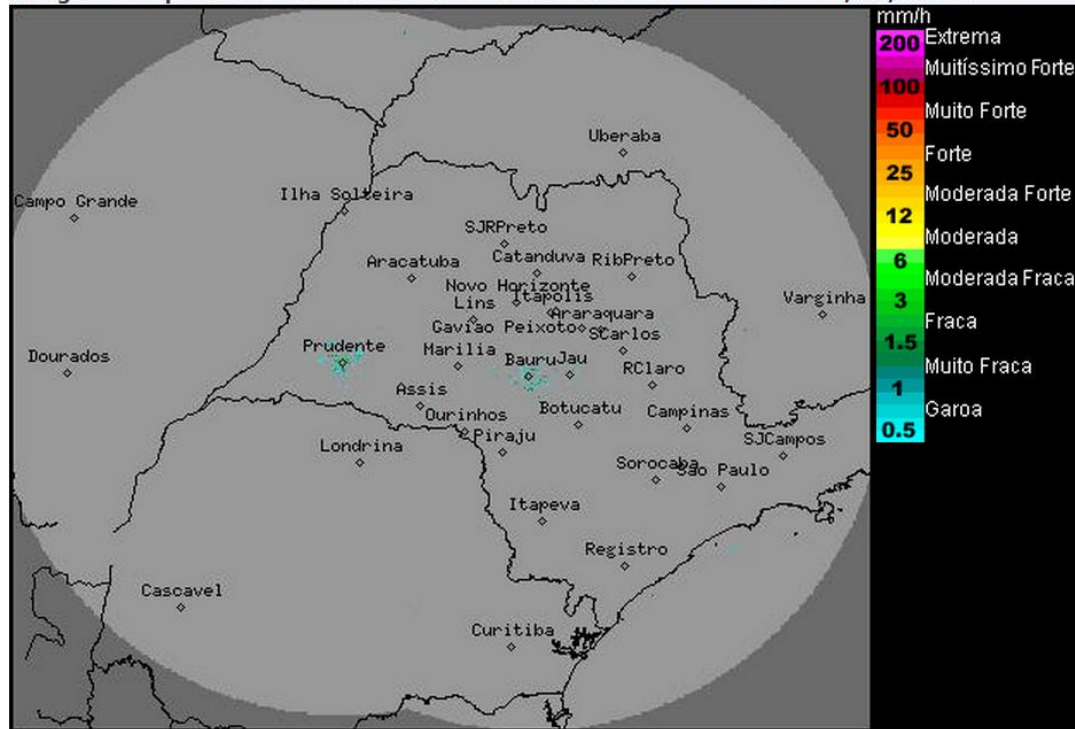 mm/h
200 Extrema
Muitíssimo Forte
100
Muito Forte
50
Forte
25
Moderada Forte
12
Moderada
6
Moderada Fraca
3
Fraca
1.5
Muito Fraca
1
Garoa
0.5
Uberaba
Campo Grande
Ilha Solteira
SJRPreto
Aracatuba
Catanduva
RibPreto
Novo Horizonte
Itapolis
Lins
Araraquara
Varginha
Gaviao Peixoto
SCarlos
Prudente
Marilia
Bauru
Jau
Dourados
RClaro
Assis
Ourinhos
Botucatu
Campinas
Londrina
Piraju
SJCampos
Sorocaba
Sao Paulo
Itapeva
Registro
Cascavel
Curitiba